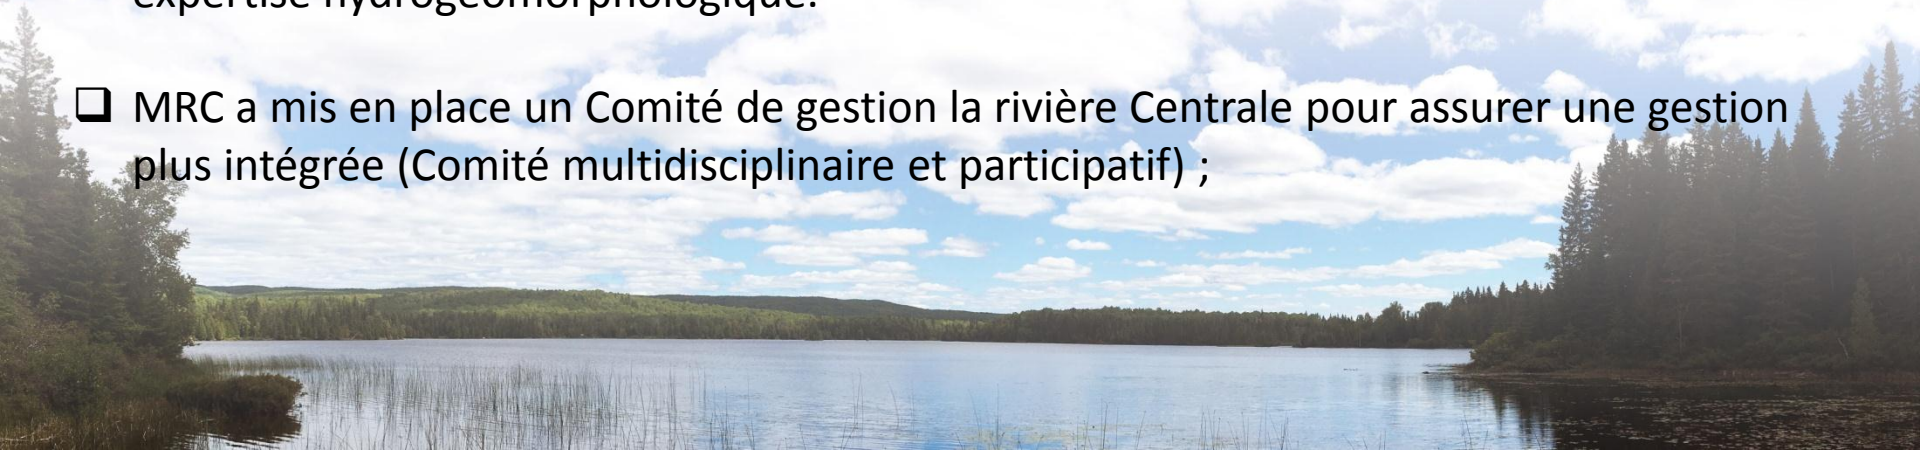 expertise hydrogéomorphologique.
❑ MRC a mis en place un Comité de gestion la rivière Centrale pour assurer une gestion
plus intégrée (Comité multidisciplinaire et participatif) ;